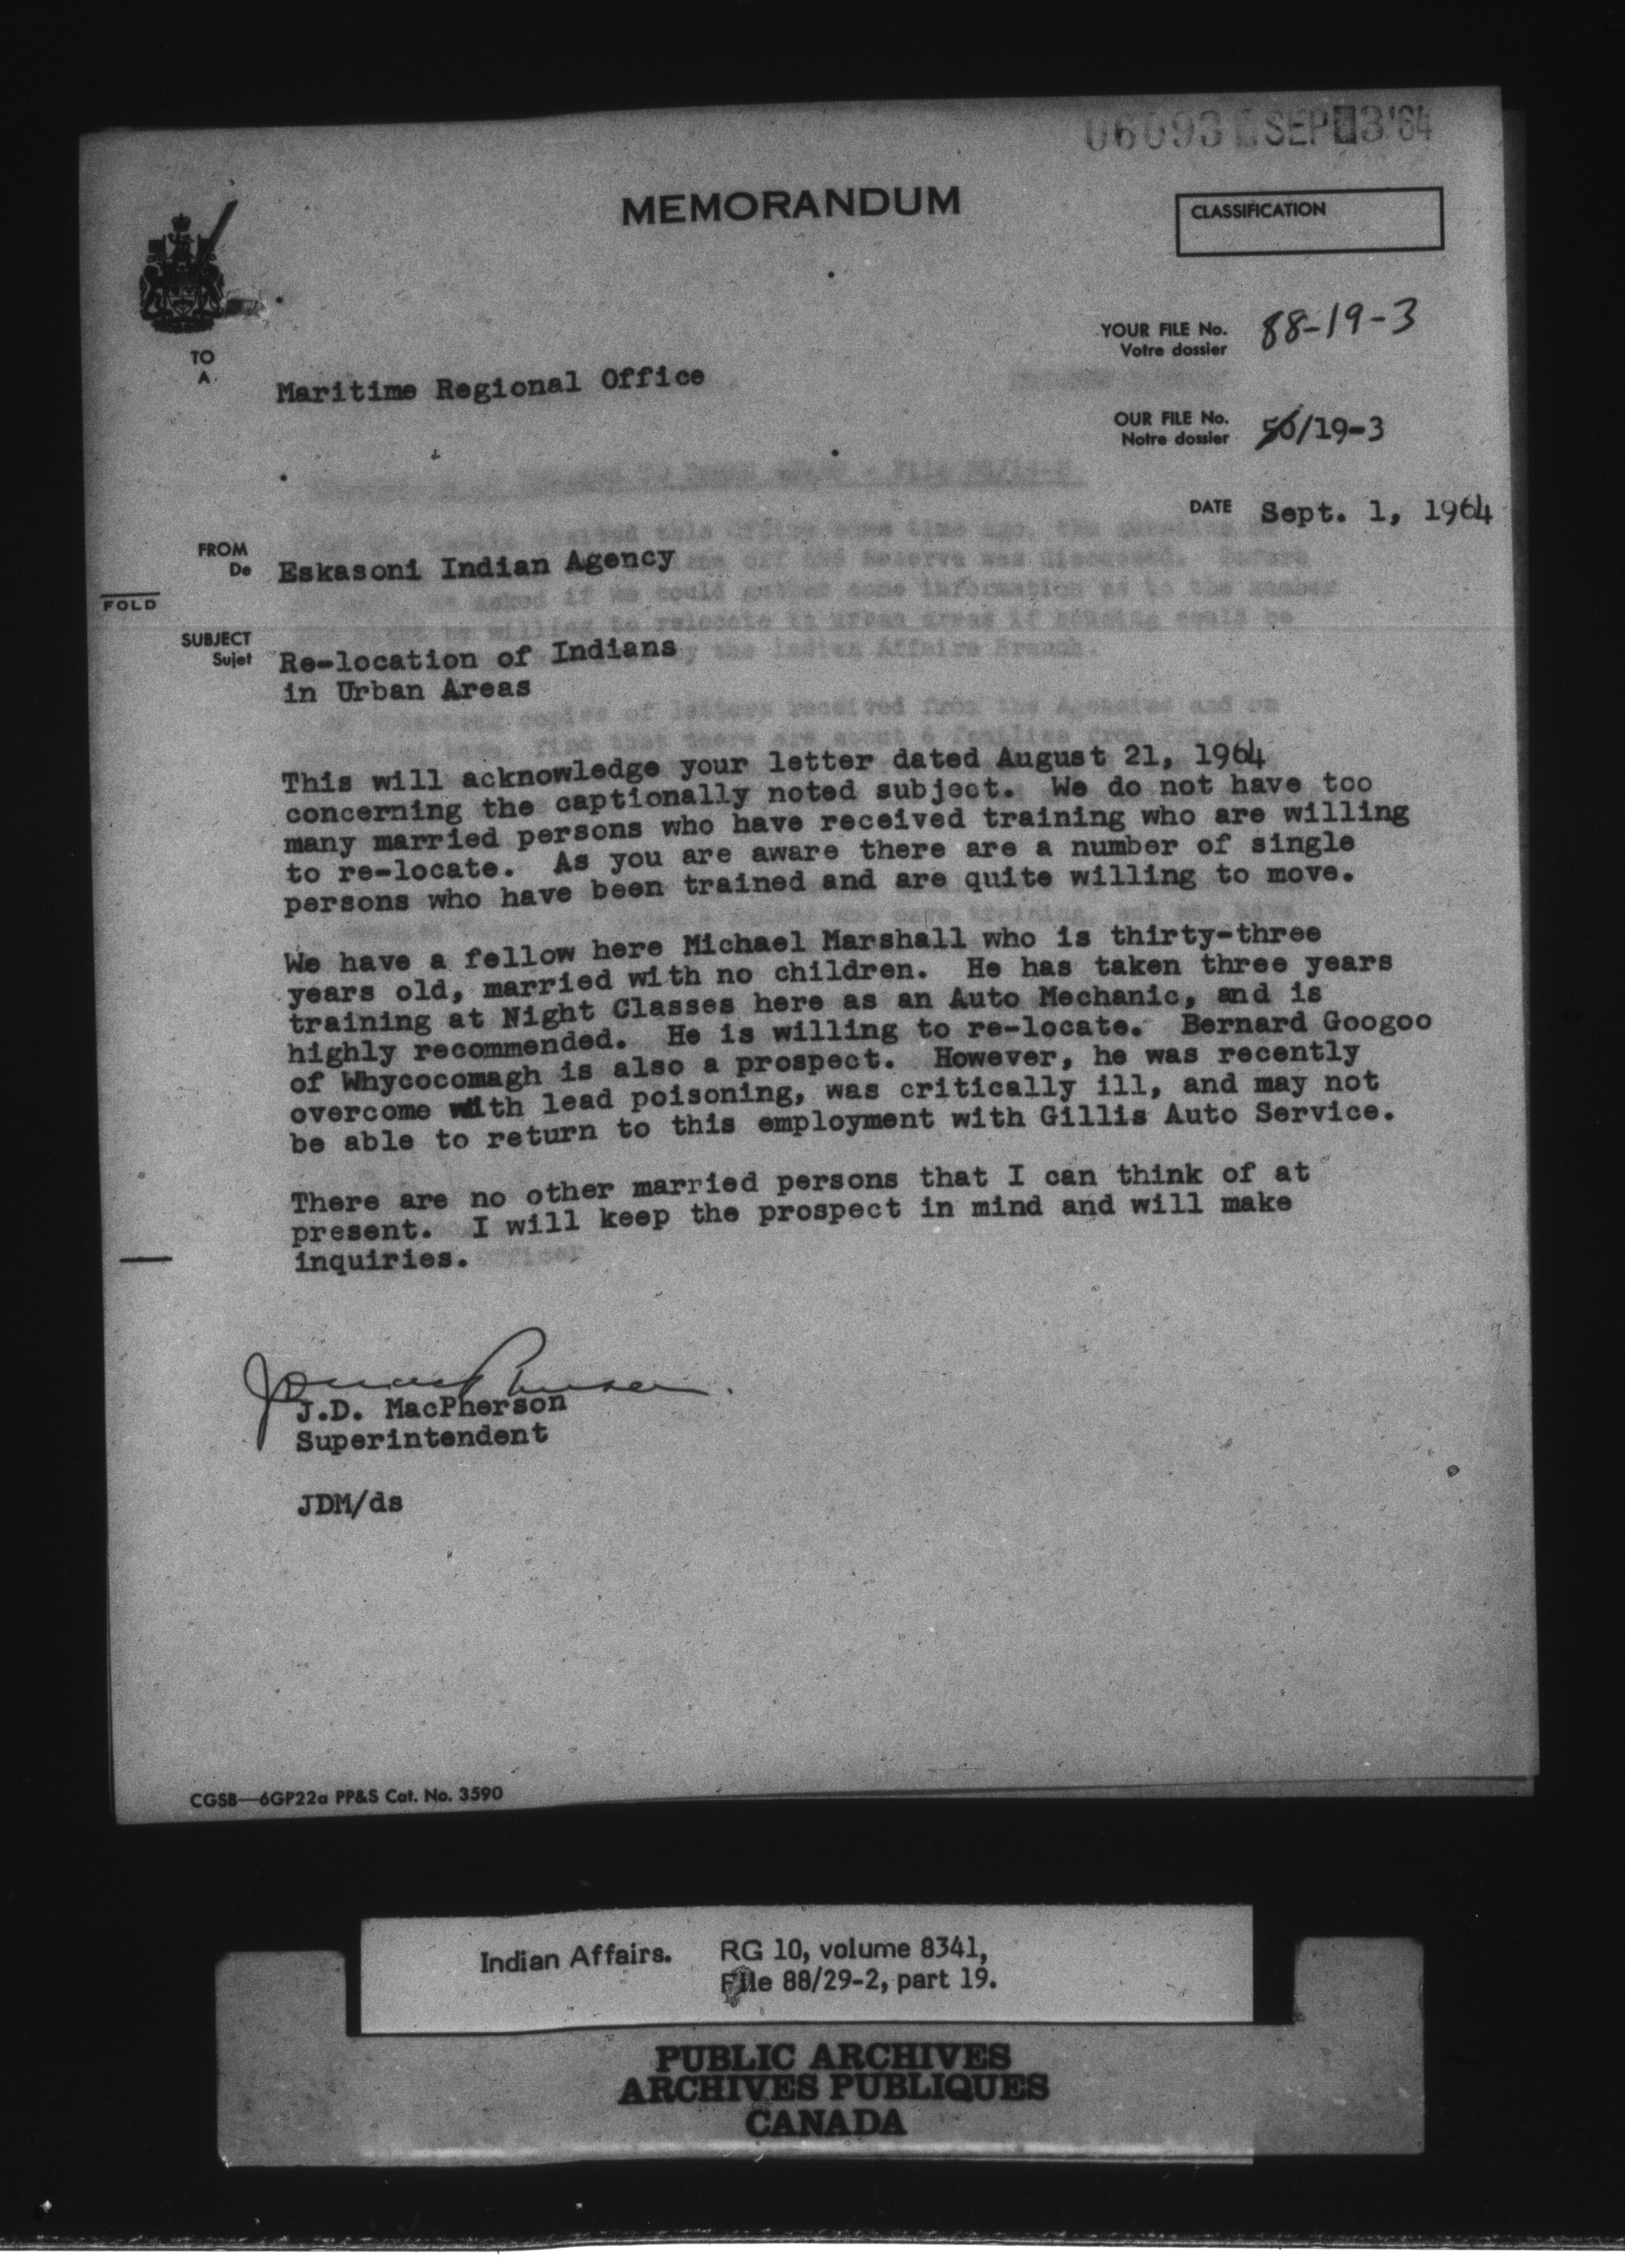 06093 SEP 3 '64
MEMORANDUM
CLASSIFICATION
YOUR FILE No. 88-19-3
Votre dossier
TO
A
Maritime Regional Office
OUR FILE No. 50/19-3
Notre dossier
DATE Sept. 1, 1964
FROM
De Eskasoni Indian Agency
FOLD
SUBJECT
Sujet Re-location of Indians
in Urban Areas
This will acknowledge your letter dated August 21, 1964
concerning the captionally noted subject. We do not have too
many married persons who have received training who are willing
to re-locate. As you are aware there are a number of single
persons who have been trained and are quite willing to move.
We have a fellow here Michael Marshall who is thirty-three
years old, married with no children. He has taken three years
training at Night Classes here as an Auto Mechanic, and is
highly recommended. He is willing to re-locate. Bernard Googoo
of Whycocomagh is also a prospect. However, he was recently
overcome with lead poisoning, was critically ill, and may not
be able to return to this employment with Gillis Auto Service.
There are no other married persons that I can think of at
present. I will keep the prospect in mind and will make
inquiries.
J.D. MacPherson
Superintendent
JDM/ds
CGSB—6GP22a PP&S Cat. No. 3590
Indian Affairs. RG 10, volume 8341,
File 88/29-2, part 19.
PUBLIC ARCHIVES
ARCHIVES PUBLIQUES
CANADA